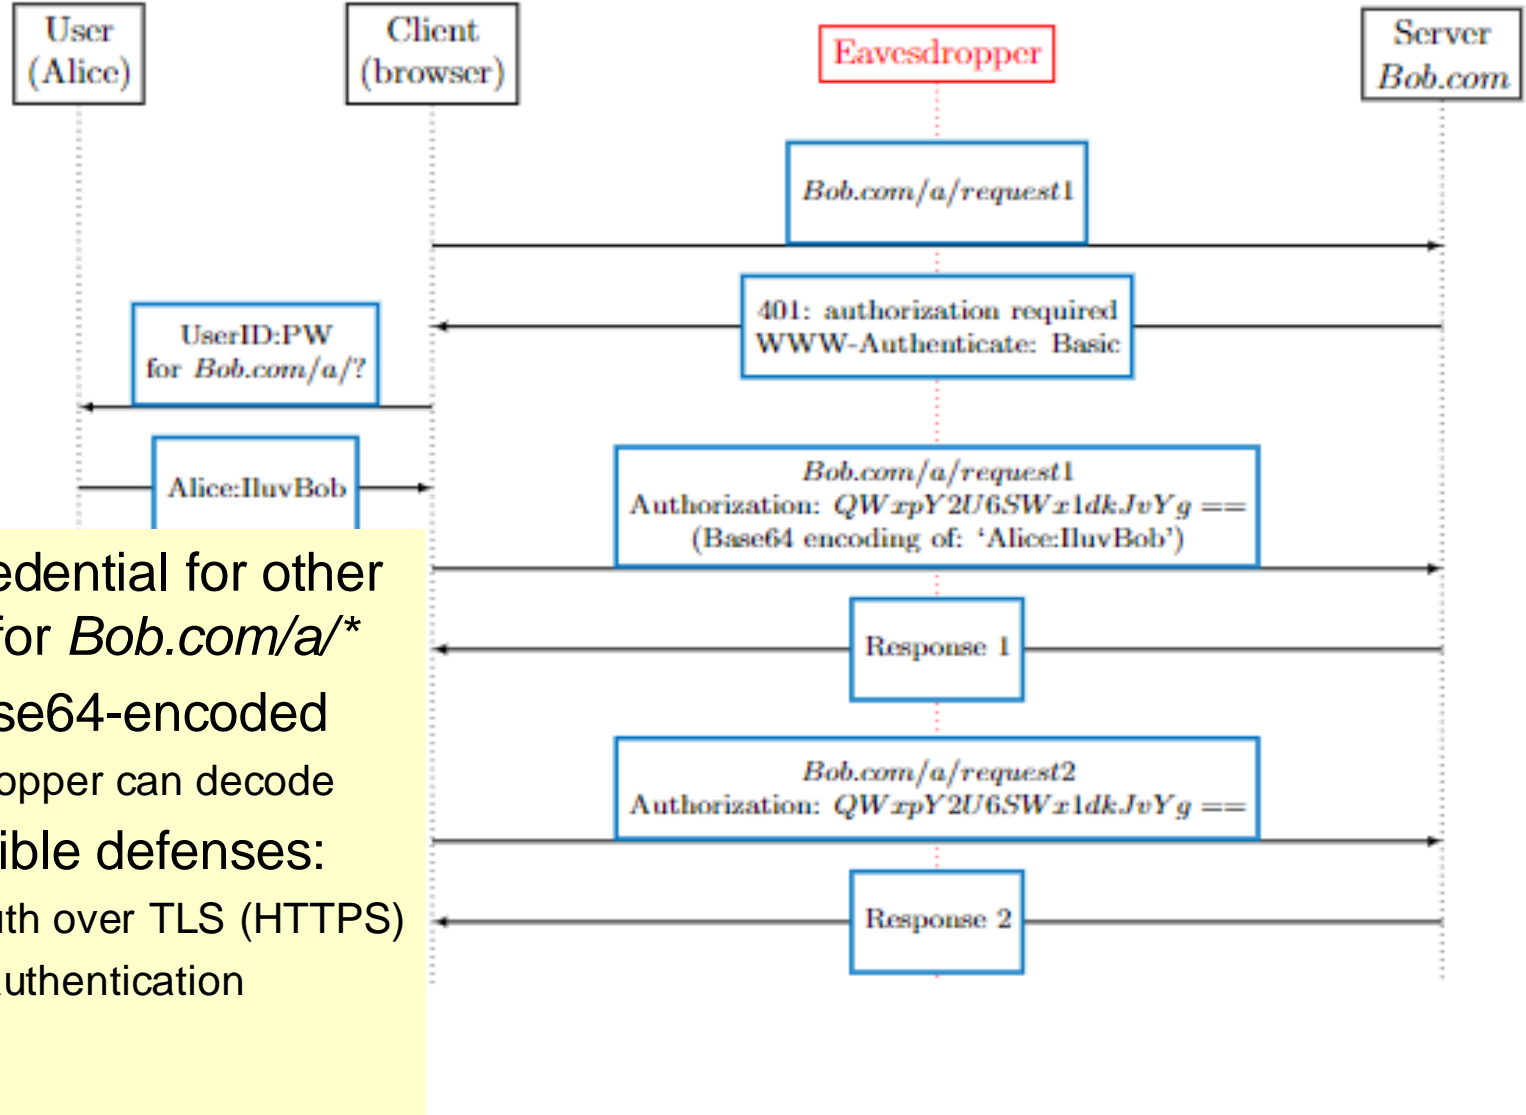 User
(Alice)
Client
(browser)
Eavesdropper
Server
Bob.com
Bob.com/a/request1
401: authorization required
WWW-Authenticate: Basic
UserID:PW
for Bob.com/a/?
Alice:IluvBob
Bob.com/a/request1
Authorization: QWxpY2U6SWx1dkJvYg ==
(Base64 encoding of: ‘Alice:IluvBob’)
Response 1
Bob.com/a/request2
Authorization: QWxpY2U6SWx1dkJvYg ==
Response 2
edential for other
for Bob.com/a/*
se64-encoded
opper can decode
ible defenses:
uth over TLS (HTTPS)
authentication